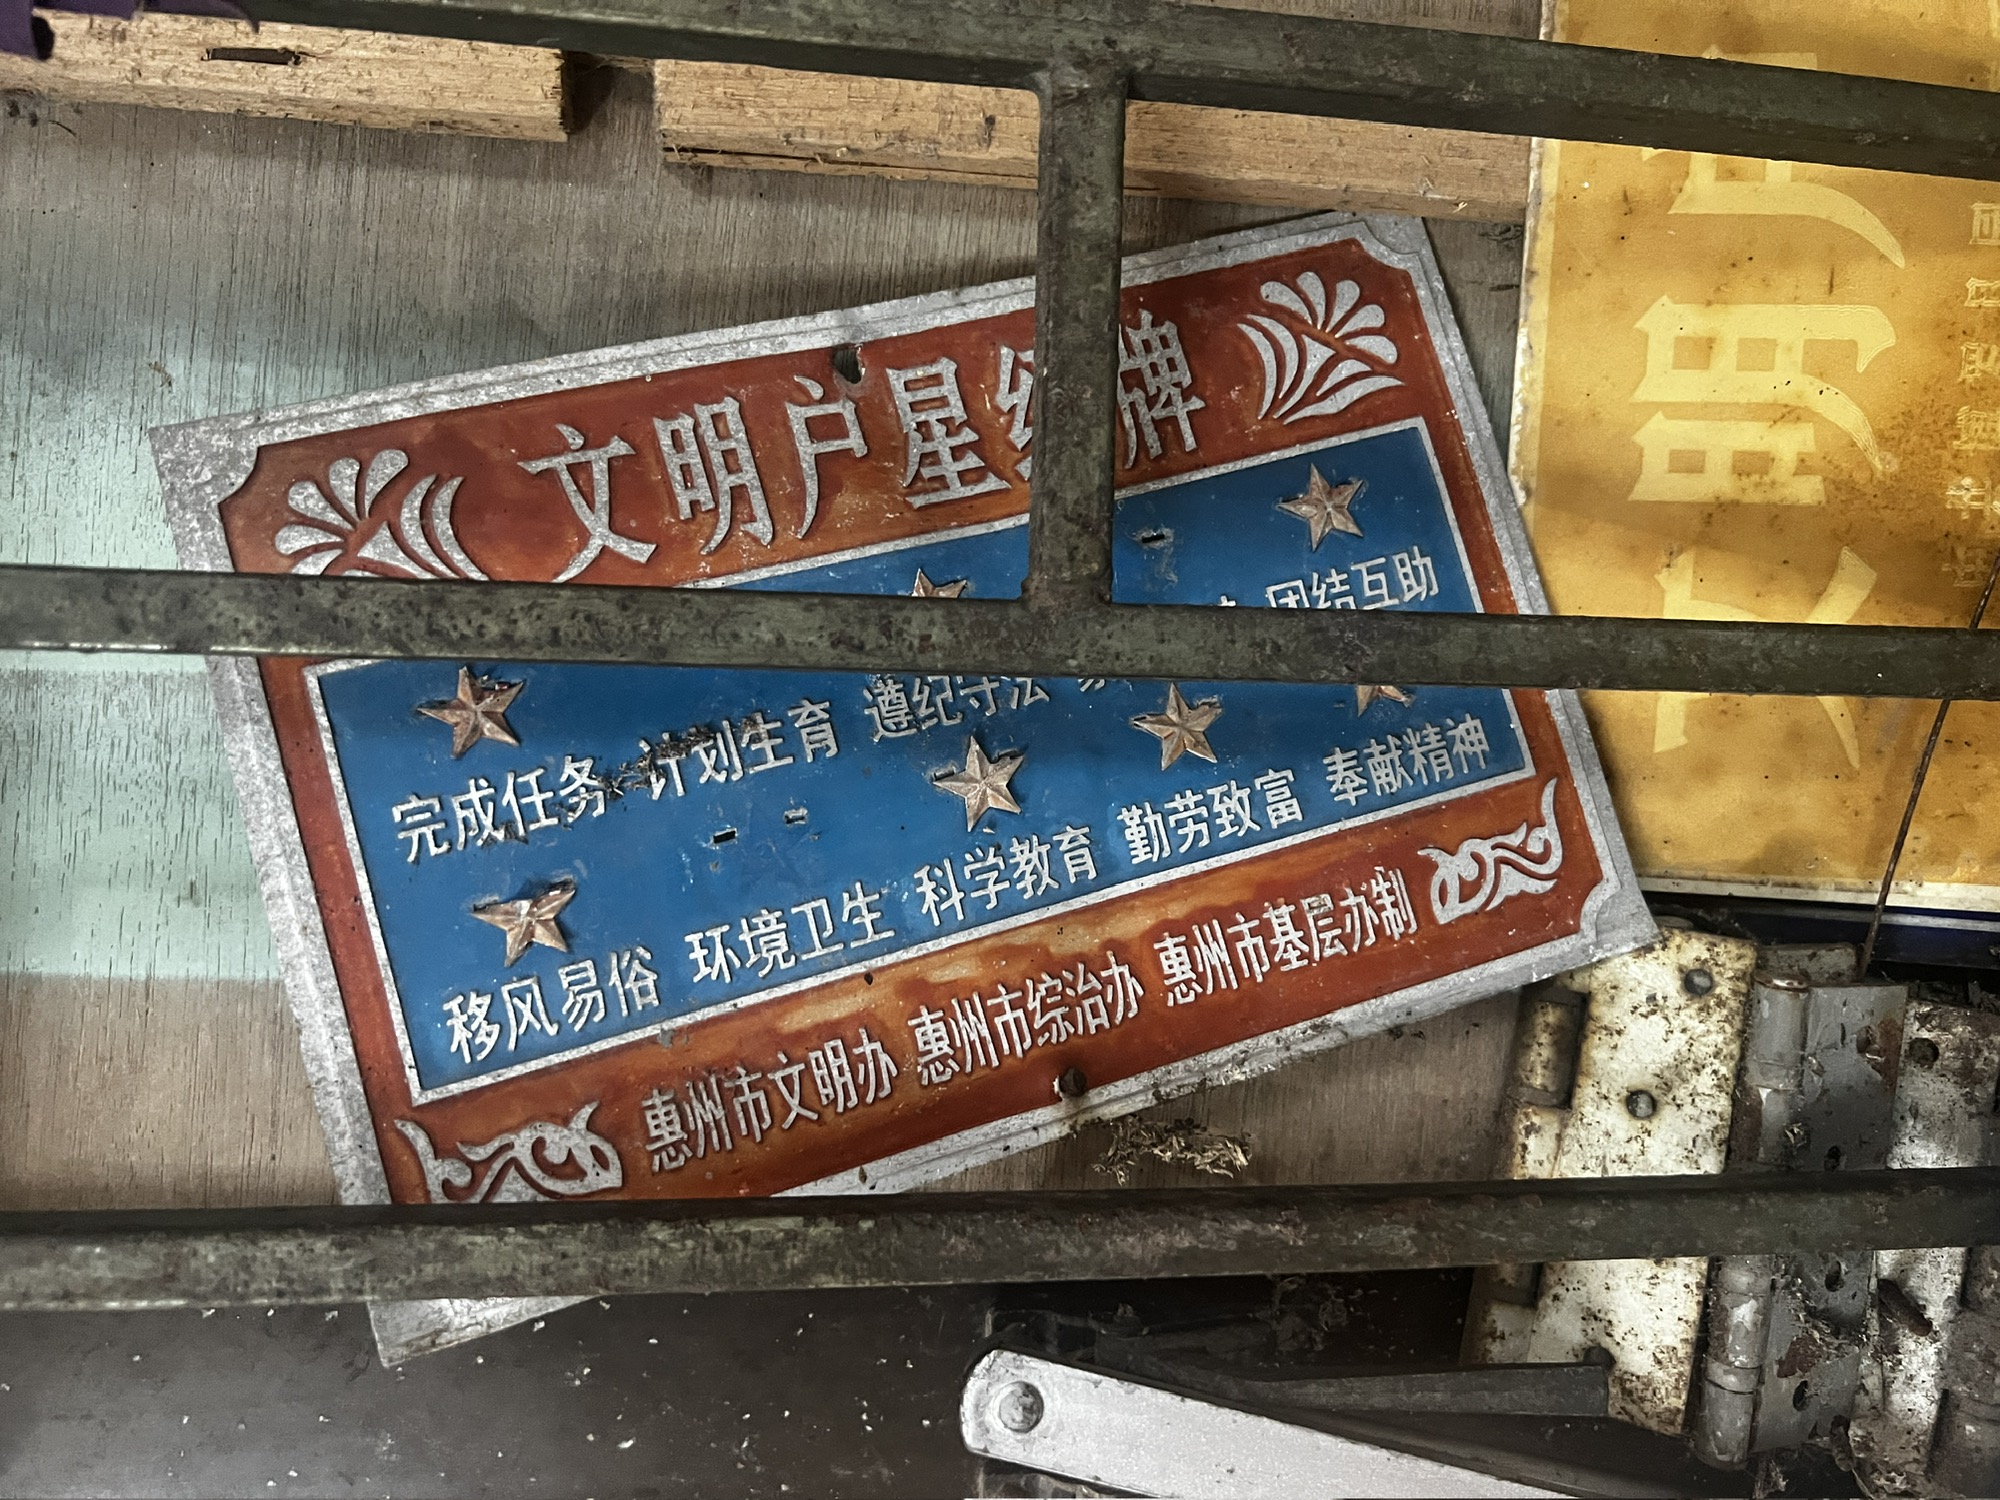 文明户星级牌
完成任务 计划生育 遵纪守法 团结互助
移风易俗 环境卫生 科学教育 勤劳致富 奉献精神
惠州市文明办 惠州市综治办 惠州市基层办制
文明户